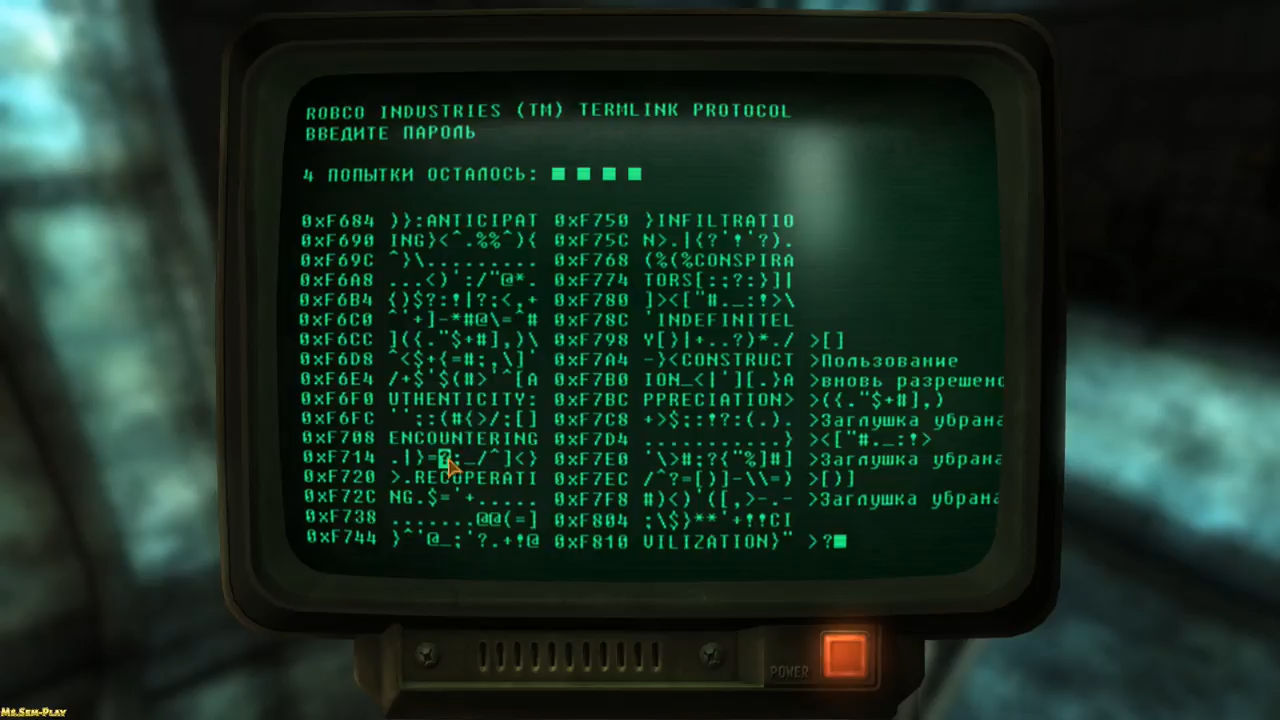 ROBCO INDUSTRIES (TM) TERMLINK PROTOCOL
ВВЕДИТЕ ПАРОЛЬ
4 ПОПЫТКИ ОСТАЛОСЬ: ■ ■ ■ ■
0xF684 }}:ANTICIPAT 0xF750 }INFILTRATIO
0xF690 ING}<^.%%^){ 0xF75C N>.|{?'!'?).
0xF69C ^}\......... 0xF768 (%(%CONSPIRA
0xF6A8 ...<)':/"@*. 0xF774 TORS[:;?:}]|
0xF6B4 {)$?:!|?;<,+ 0xF780 ]><["#._:!>\
0xF6C0 ^'+]-*#@\=^# 0xF78C 'INDEFINITEL
0xF6CC ]({."$+#],)\ 0xF798 Y[}|+..?)*./ >[]
0xF6D8 ^<$+{=#:,\]' 0xF7A4 -}<CONSTRUCT >Пользование
0xF6E4 /+$'$(#>'^[A 0xF7B0 ION_<|'][.}A >вновь разрешено
0xF6F0 UTHENTICITY: 0xF7BC PPRECIATION> >({."$+#],)
0xF6FC '';:(#{>/;[] 0xF7C8 +>$;:!?:(.). >Заглушка убрана
0xF708 ENCOUNTERING 0xF7D4 ...........} ><["#._:!>
0xF714 .|}=?:_/^]<} 0xF7E0 '\>#;?{"%]#] >Заглушка убрана
0xF720 >.RECUPERATI 0xF7EC /^?=[)]-\\=) >[)]
0xF72C NG.$='+..... 0xF7F8 #)<)'([,>-.- >Заглушка убрана
0xF738 .......@@(=] 0xF804 ;\$}**'+!!CI
0xF744 }^'@_;'?.+!@ 0xF810 VILIZATION}" >?■
POWER
Mr.Sem-Play